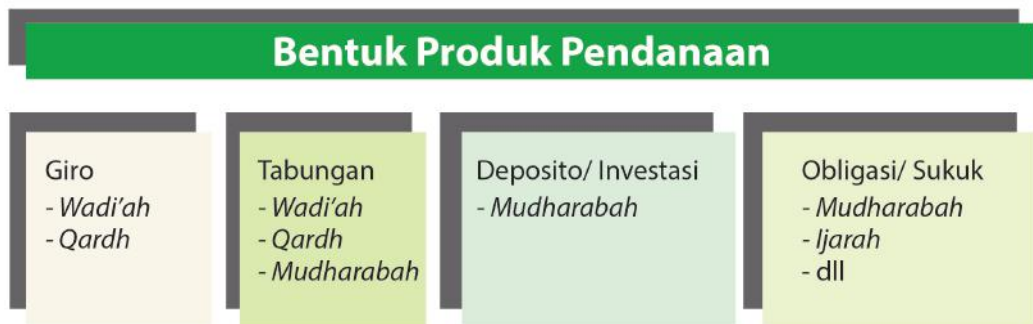 Bentuk Produk Pendanaan
Giro
- Wadi'ah
- Qardh
Tabungan
- Wadi'ah
- Qardh
- Mudharabah
Deposito/ Investasi
- Mudharabah
Obligasi/ Sukuk
- Mudharabah
- Ijarah
- dll